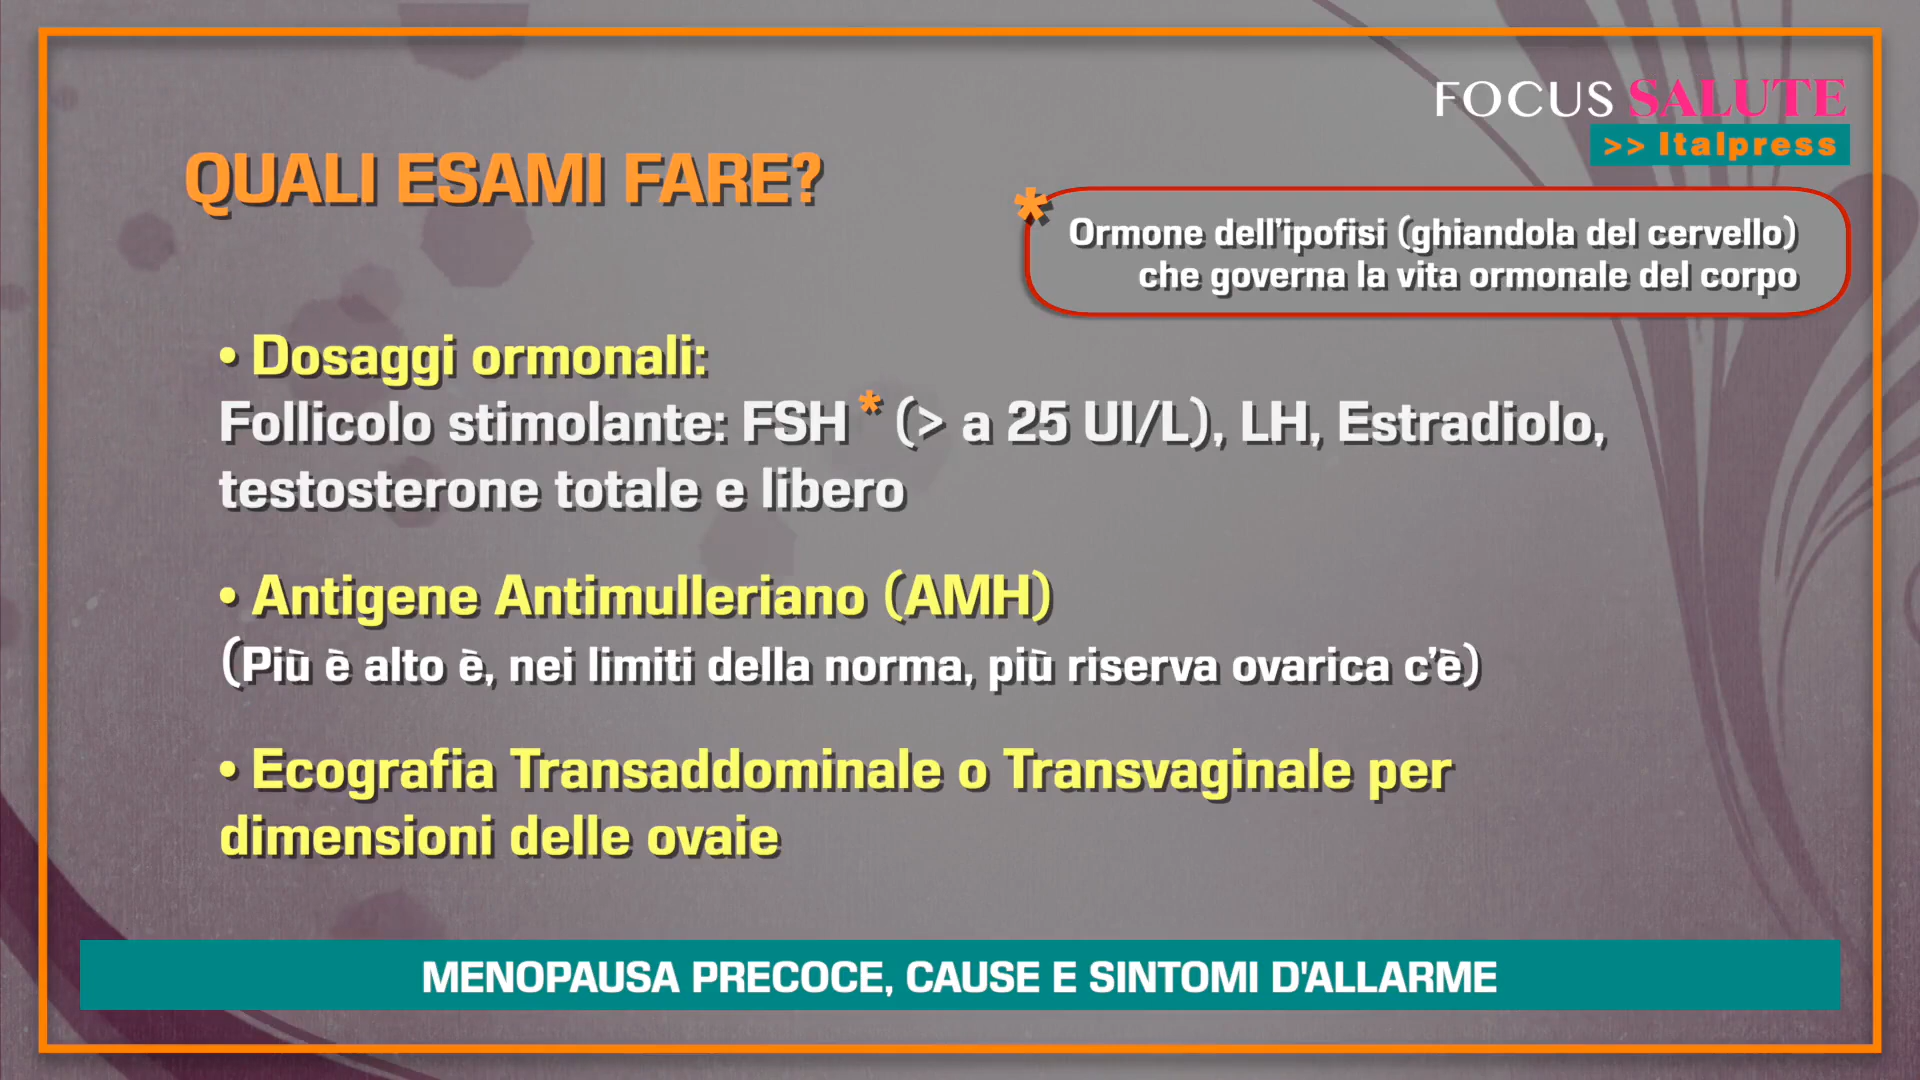 FOCUS SALUTE
>> Italpress
QUALI ESAMI FARE?
* Ormone dell'ipofisi (ghiandola del cervello)
che governa la vita ormonale del corpo
• Dosaggi ormonali:
Follicolo stimolante: FSH * (> a 25 UI/L), LH, Estradiolo,
testosterone totale e libero
• Antigene Antimulleriano (AMH)
(Più è alto è, nei limiti della norma, più riserva ovarica c'è)
• Ecografia Transaddominale o Transvaginale per
dimensioni delle ovaie
MENOPAUSA PRECOCE, CAUSE E SINTOMI D'ALLARME